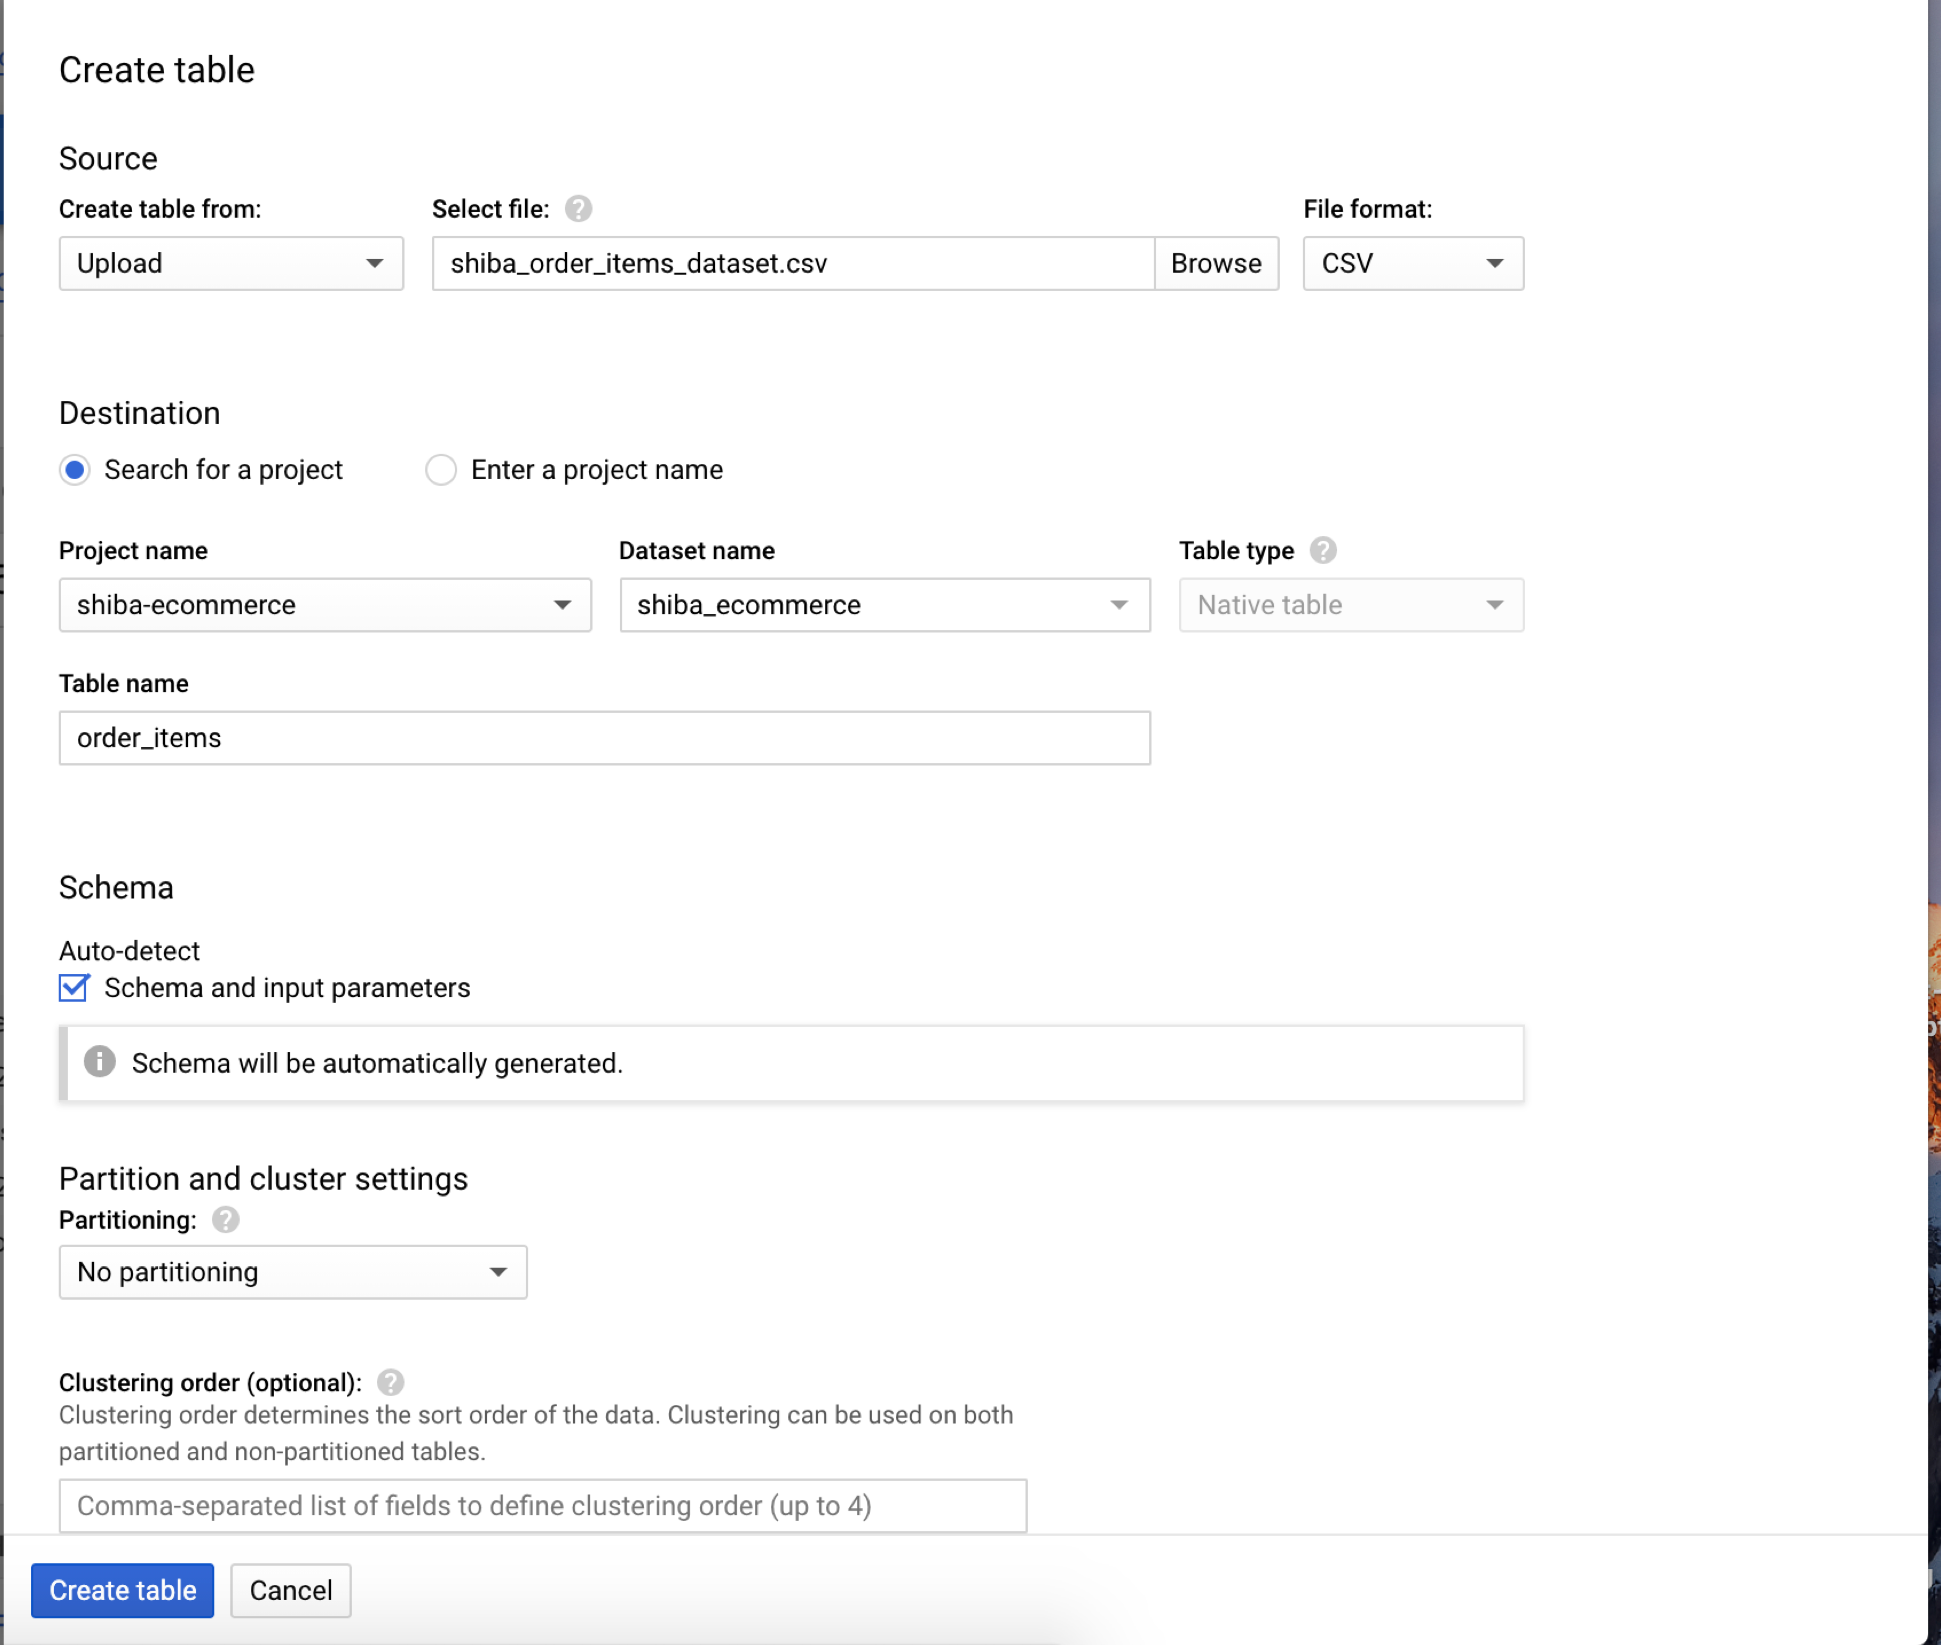 Create table
Source
Create table from: Select file: ? File format:
Upload shiba_order_items_dataset.csv Browse CSV
Destination
Search for a project Enter a project name
Project name Dataset name Table type ?
shiba-ecommerce shiba_ecommerce Native table
Table name
order_items
Schema
Auto-detect
Schema and input parameters
Schema will be automatically generated.
Partition and cluster settings
Partitioning: ?
No partitioning
Clustering order (optional): ?
Clustering order determines the sort order of the data. Clustering can be used on both
partitioned and non-partitioned tables.
Comma-separated list of fields to define clustering order (up to 4)
Create table Cancel